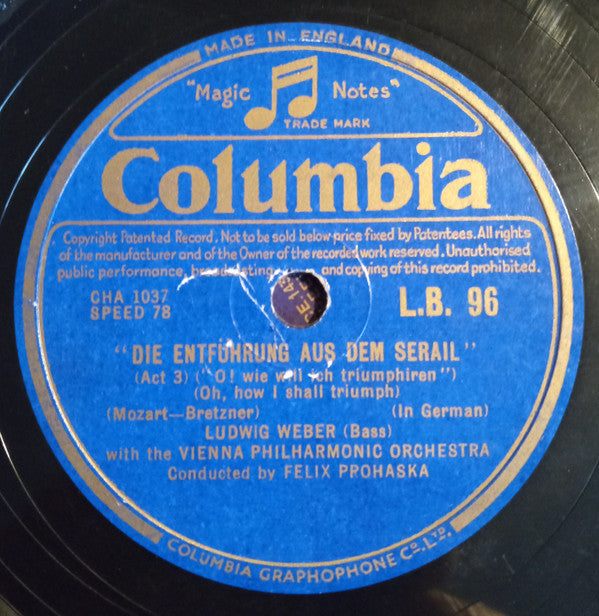 MADE IN ENGLAND
"Magic Notes"
TRADE MARK
Columbia
Copyright Patented Record. Not to be sold below price fixed by Patentees. All rights
of the manufacturer and of the Owner of the recorded work reserved. Unauthorised
public performance, broadcasting and copying of this record prohibited.
CHA 1037
SPEED 78
L.B. 96
"DIE ENTFÜHRUNG AUS DEM SERAIL"
(Act 3) ("O! wie will ich triumphiren")
(Oh, how I shall triumph)
(Mozart—Bretzner) (In German)
LUDWIG WEBER (Bass)
with the VIENNA PHILHARMONIC ORCHESTRA
Conducted by FELIX PROHASKA
COLUMBIA GRAPHOPHONE CO. LTD.